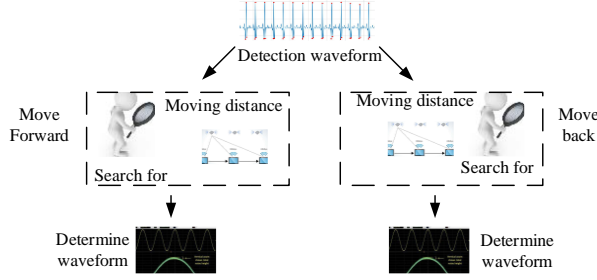 Detection waveform
Move
Forward
Moving distance
Search for
Moving distance
Search for
Move
back
Determine
waveform
Determine
waveform